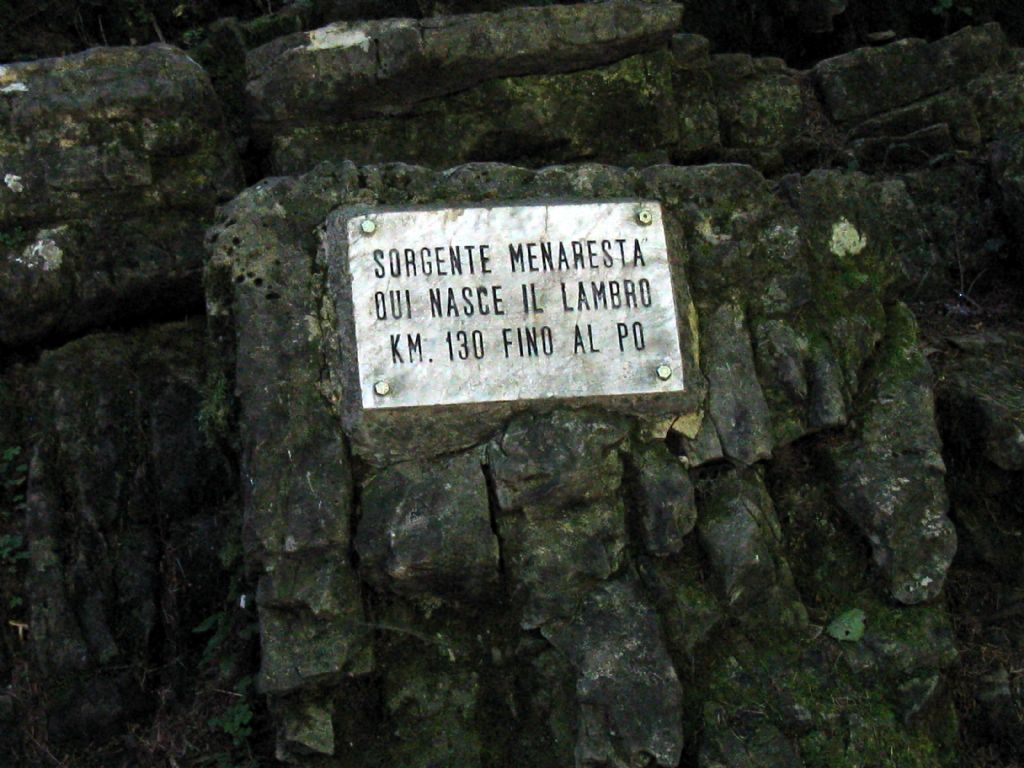 SORGENTE MENARESTA
QUI NASCE IL LAMBRO
KM. 130 FINO AL PO